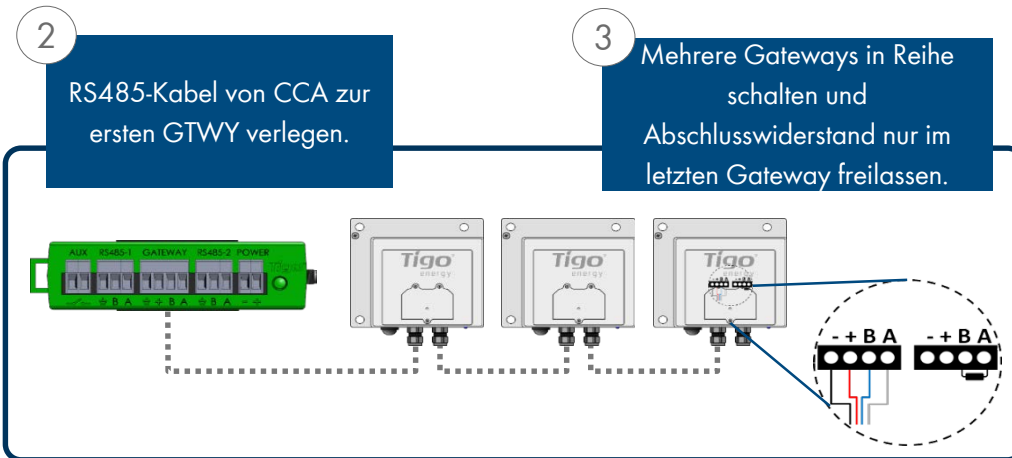 2
RS485-Kabel von CCA zur
ersten GTWY verlegen.
3
Mehrere Gateways in Reihe
schalten und
Abschlusswiderstand nur im
letzten Gateway freilassen.
AUX RS485-1 GATEWAY RS485-2 POWER
Tigo
B A + B A B A - +
Tigo
energy
Tigo
energy
Tigo
energy
- + B A - + B A